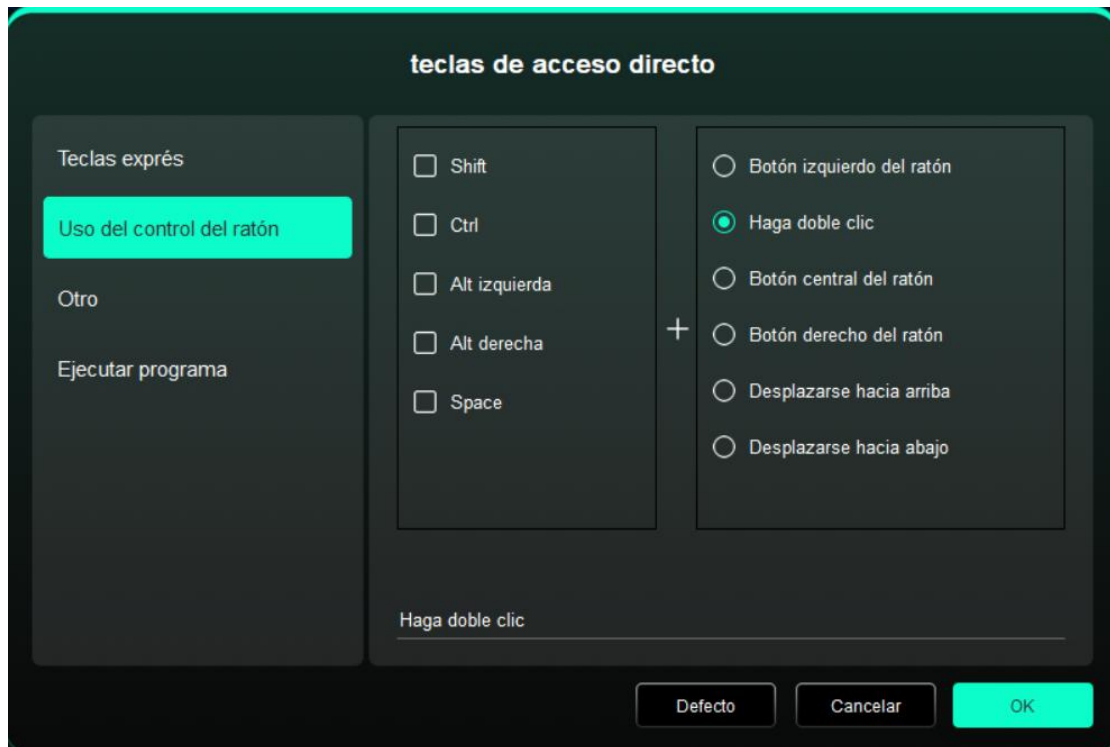 teclas de acceso directo
Teclas exprés
Uso del control del ratón
Otro
Ejecutar programa
Shift
Ctrl
Alt izquierda
Alt derecha
Space
+
Botón izquierdo del ratón
Haga doble clic
Botón central del ratón
Botón derecho del ratón
Desplazarse hacia arriba
Desplazarse hacia abajo
Haga doble clic
Defecto
Cancelar
OK